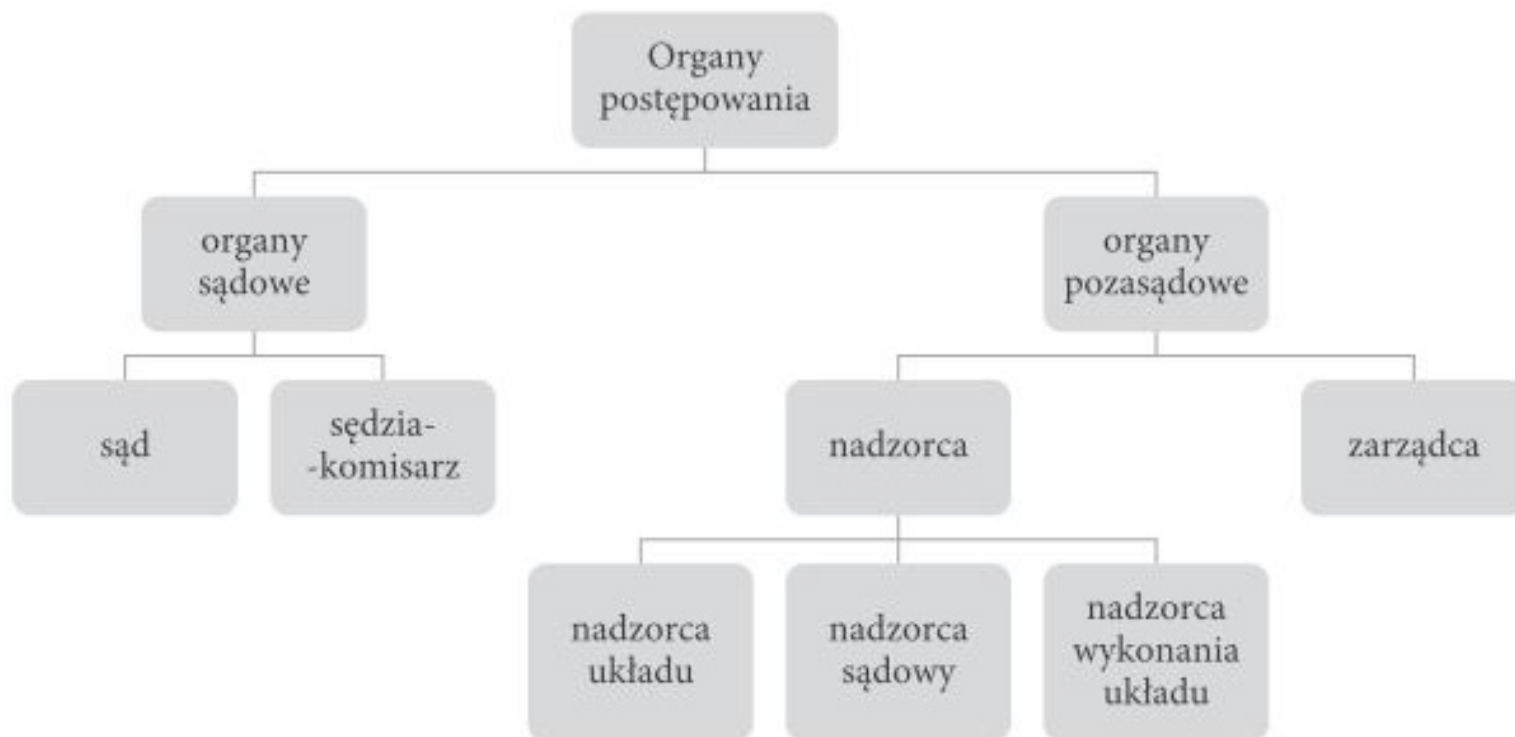 Organy
postępowania
organy
sądowe
organy
pozasądowe
sąd
sędzia-
-komisarz
nadzorca
zarządca
nadzorca
układu
nadzorca
sądowy
nadzorca
wykonania
układu